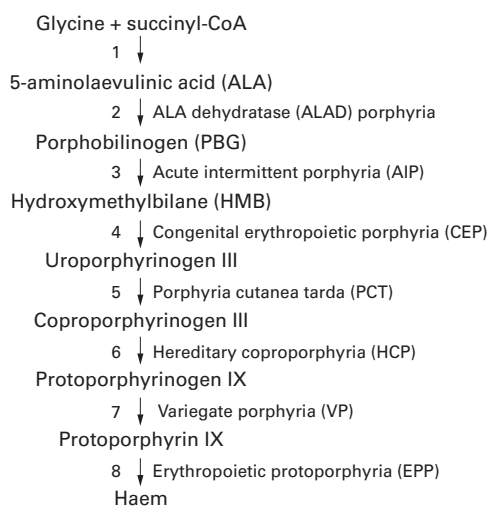 Glycine + succinyl-CoA
1
5-aminolaevulinic acid (ALA)
2 ALA dehydratase (ALAD) porphyria
Porphobilinogen (PBG)
3 Acute intermittent porphyria (AIP)
Hydroxymethylbilane (HMB)
4 Congenital erythropoietic porphyria (CEP)
Uroporphyrinogen III
5 Porphyria cutanea tarda (PCT)
Coproporphyrinogen III
6 Hereditary coproporphyria (HCP)
Protoporphyrinogen IX
7 Variegate porphyria (VP)
Protoporphyrin IX
8 Erythropoietic protoporphyria (EPP)
Haem